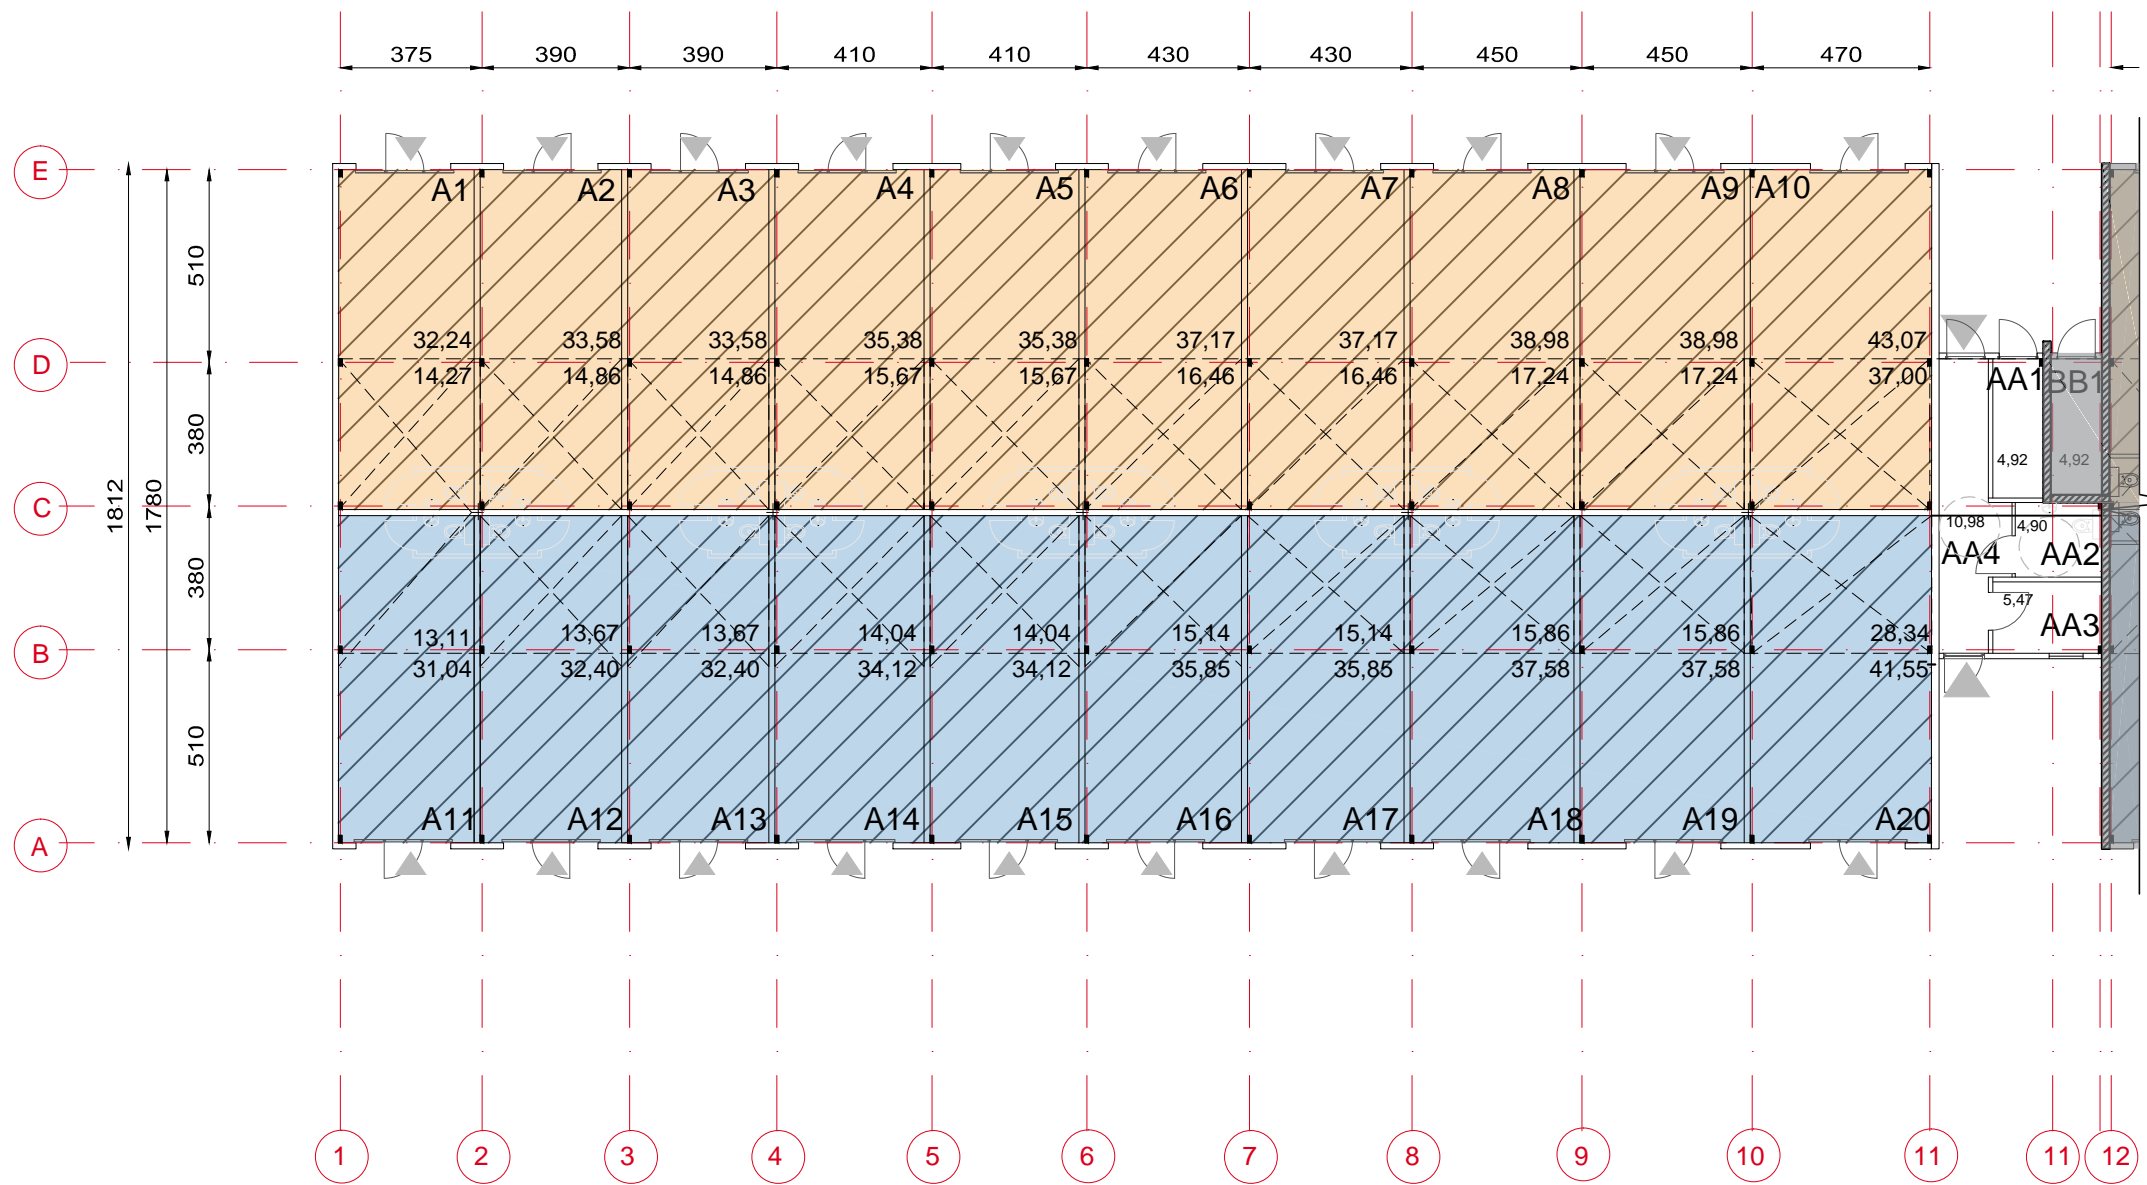 375 390 390 410 410 430 430 450 450 470
E
A1 A2 A3 A4 A5 A6 A7 A8 A9 A10
510
32,24 33,58 33,58 35,38 35,38 37,17 37,17 38,98 38,98 43,07
D
14,27 14,86 14,86 15,67 15,67 16,46 16,46 17,24 17,24 37,00
AA1 BB1
380
4,92 4,92
C
1812 1780
10,98 4,90
AA4 AA2
380
5,47
13,11 13,67 13,67 14,04 14,04 15,14 15,14 15,86 15,86 28,34
AA3
B
31,04 32,40 32,40 34,12 34,12 35,85 35,85 37,58 37,58 41,55
510
A11 A12 A13 A14 A15 A16 A17 A18 A19 A20
A
1 2 3 4 5 6 7 8 9 10 11 11 12